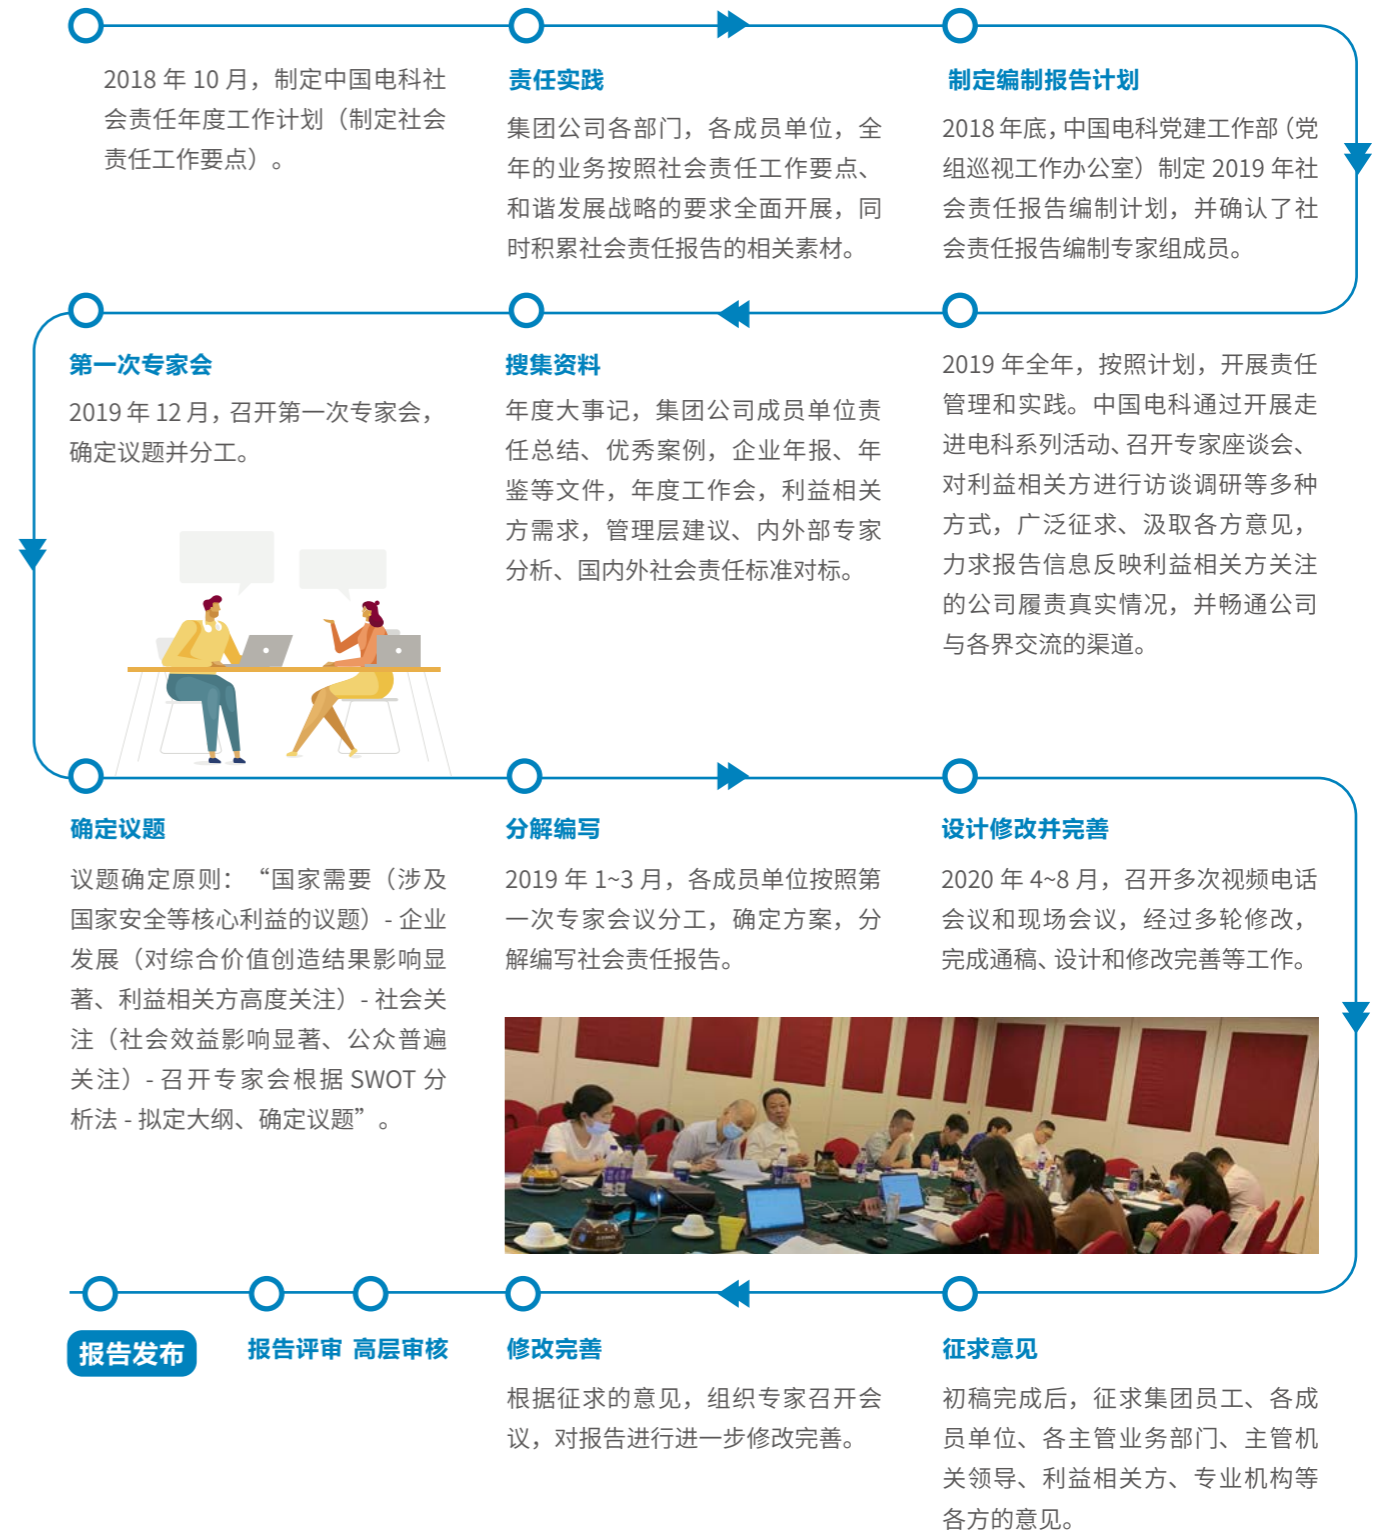 2018 年 10 月，制定中国电科社
会责任年度工作计划（制定社会
责任工作要点）。
责任实践
集团公司各部门，各成员单位，全
年的业务按照社会责任工作要点、
和谐发展战略的要求全面开展，同
时积累社会责任报告的相关素材。
制定编制报告计划
2018 年底，中国电科党建工作部（党
组巡视工作办公室）制定 2019 年社
会责任报告编制计划，并确认了社
会责任报告编制专家组成员。
2019 年全年，按照计划，开展责任
管理和实践。中国电科通过开展走
进电科系列活动、召开专家座谈会、
对利益相关方进行访谈调研等多种
方式，广泛征求、汲取各方意见，
力求报告信息反映利益相关方关注
的公司履责真实情况，并畅通公司
与各界交流的渠道。
搜集资料
年度大事记，集团公司成员单位责
任总结、优秀案例，企业年报、年
鉴等文件，年度工作会，利益相关
方需求，管理层建议、内外部专家
分析、国内外社会责任标准对标。
第一次专家会
2019 年 12 月，召开第一次专家会，
确定议题并分工。
确定议题
议题确定原则：“国家需要（涉及
国家安全等核心利益的议题）- 企业
发展（对综合价值创造结果影响显
著、利益相关方高度关注）- 社会关
注（社会效益影响显著、公众普遍
关注）- 召开专家会根据 SWOT 分
析法 - 拟定大纲、确定议题”。
分解编写
2019 年 1~3 月，各成员单位按照第
一次专家会议分工，确定方案，分
解编写社会责任报告。
设计修改并完善
2020 年 4~8 月，召开多次视频电话
会议和现场会议，经过多轮修改，
完成通稿、设计和修改完善等工作。
征求意见
初稿完成后，征求集团员工、各成
员单位、各主管业务部门、主管机
关领导、利益相关方、专业机构等
各方的意见。
修改完善
根据征求的意见，组织专家召开会
议，对报告进行进一步修改完善。
高层审核
报告评审
报告发布